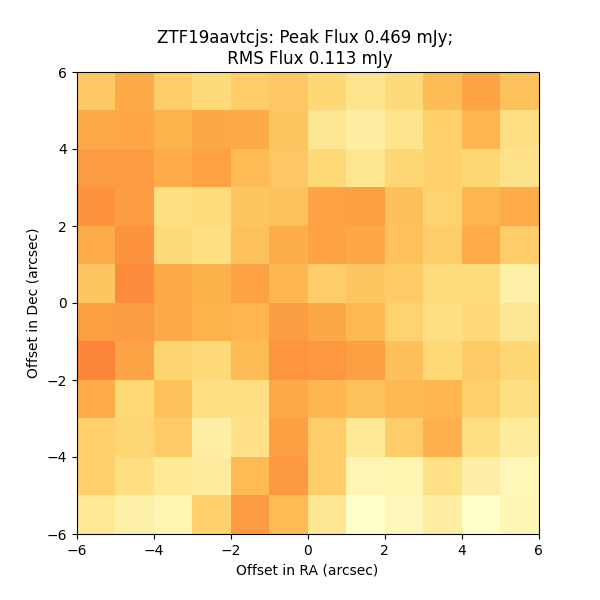 ZTF19aavtcjs: Peak Flux 0.469 mJy;
RMS Flux 0.113 mJy
6
4
2
0
−2
−4
−6
Offset in Dec (arcsec)
−6 −4 −2 0 2 4 6
Offset in RA (arcsec)